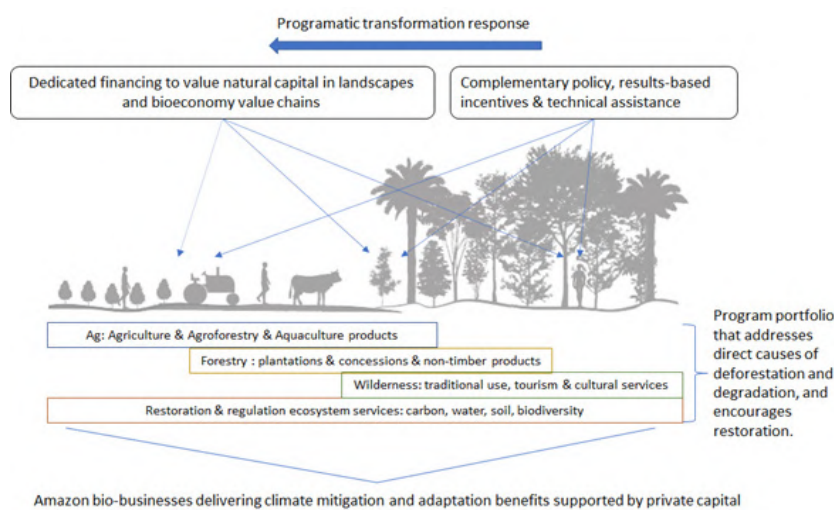 Programatic transformation response
Dedicated financing to value natural capital in landscapes
and bioeconomy value chains
Complementary policy, results-based
incentives & technical assistance
Ag: Agriculture & Agroforestry & Aquaculture products
Forestry : plantations & concessions & non-timber products
Wilderness: traditional use, tourism & cultural services
Restoration & regulation ecosystem services: carbon, water, soil, biodiversity
Program portfolio
that addresses
direct causes of
deforestation and
degradation, and
encourages
restoration.
Amazon bio-businesses delivering climate mitigation and adaptation benefits supported by private capital